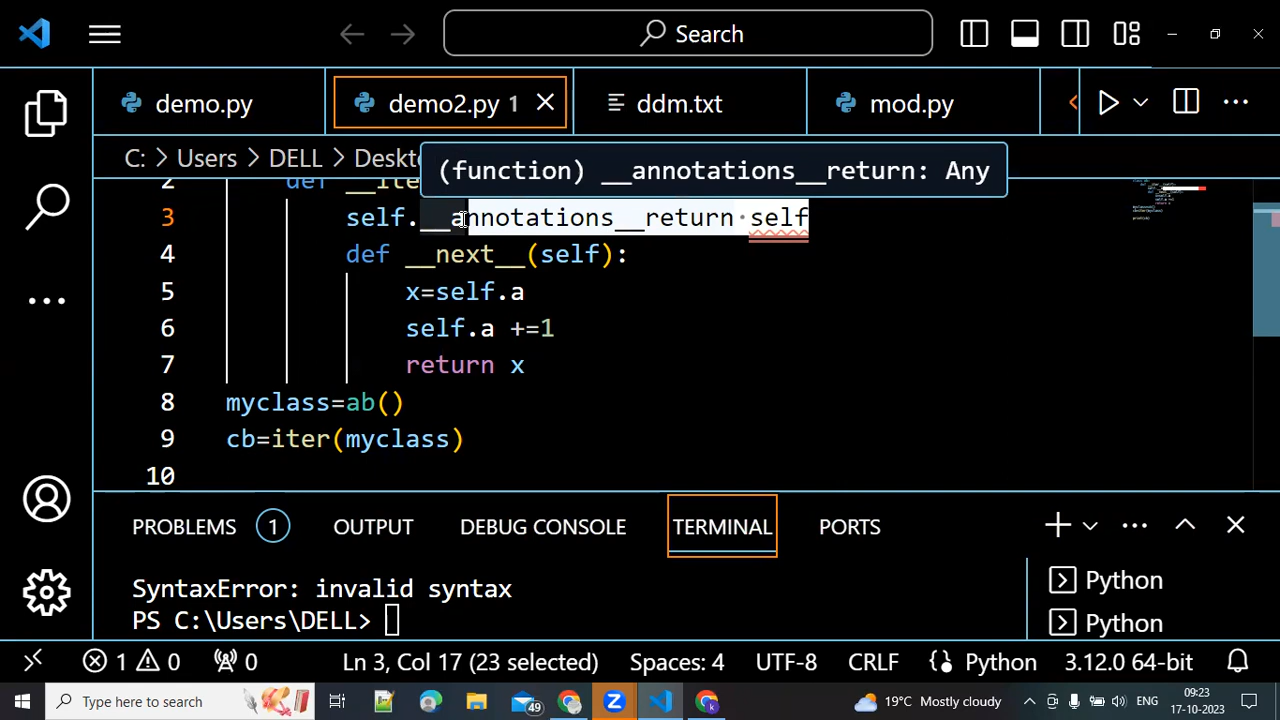 Search
demo.py
demo2.py 1
ddm.txt
mod.py
C: > Users > DELL > Deskt
(function) __annotations__return: Any
2 def __ite
3 self.__annotations__return·self
4 def __next__(self):
5 x=self.a
6 self.a +=1
7 return x
8 myclass=ab()
9 cb=iter(myclass)
10
PROBLEMS 1 OUTPUT DEBUG CONSOLE TERMINAL PORTS
SyntaxError: invalid syntax
PS C:\Users\DELL>
Python
Python
1 0 0 Ln 3, Col 17 (23 selected) Spaces: 4 UTF-8 CRLF Python 3.12.0 64-bit
Type here to search 49 19°C Mostly cloudy ENG 09:23
17-10-2023